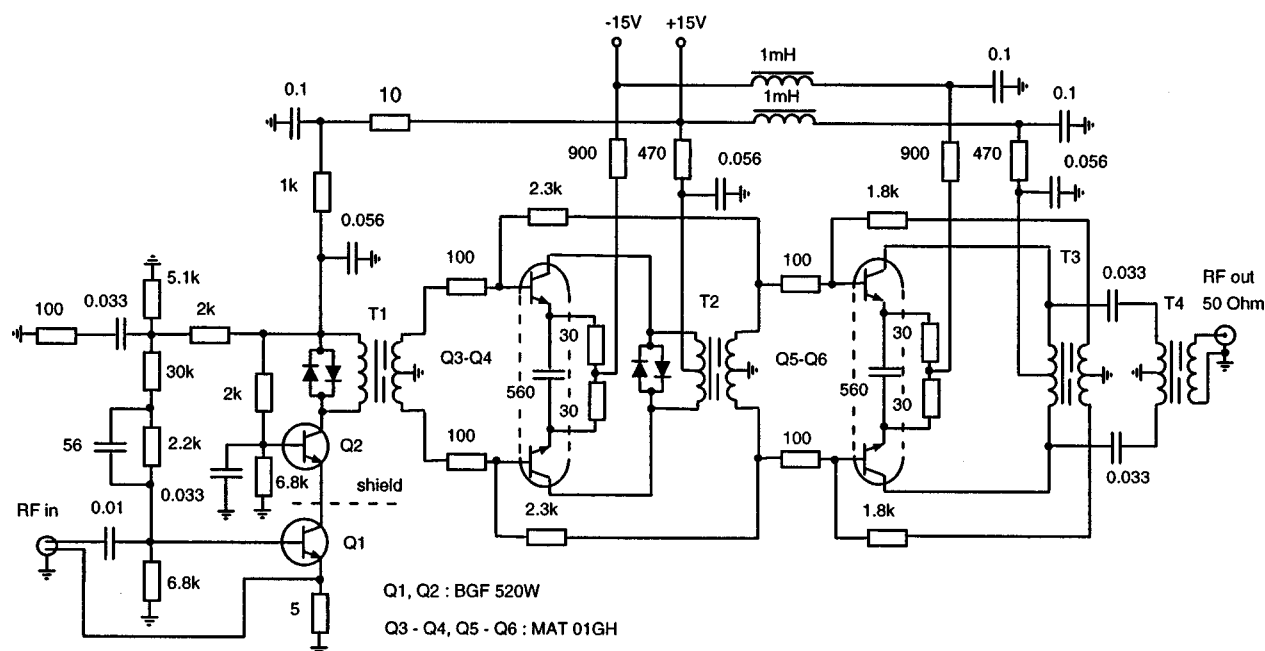 -15V +15V
1mH
0.1
1mH
0.1
0.1
10
900
470
0.056
900
470
0.056
1k
2.3k
1.8k
0.056
5.1k
100
100
T3
0.033
RF out
50 Ohm
100
0.033
2k
T1
T2
T4
30
30
Q3-Q4
Q5-Q6
30k
2k
560
560
30
30
56
2.2k
Q2
100
100
0.033
6.8k
shield
0.033
RF in
0.01
2.3k
1.8k
Q1
6.8k
5
Q1, Q2 : BGF 520W
Q3 - Q4, Q5 - Q6 : MAT 01GH